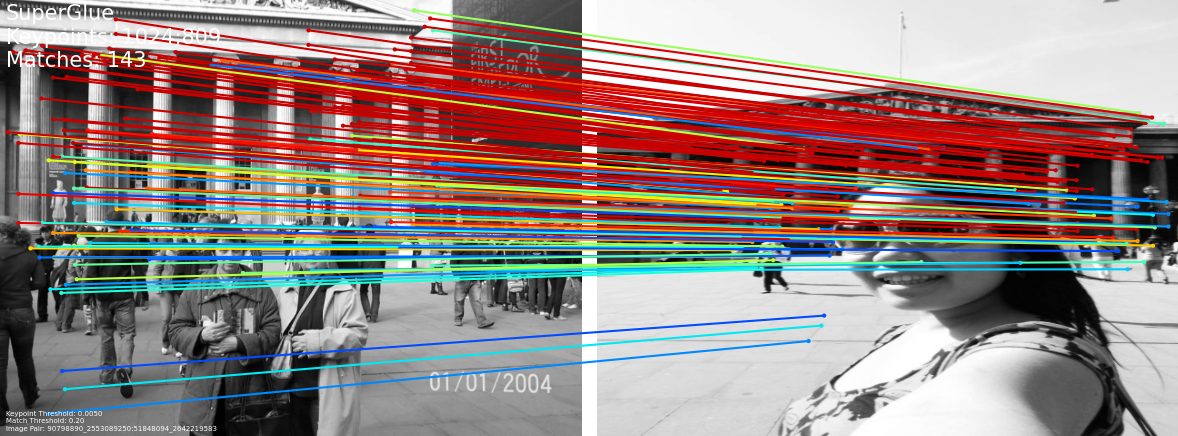 SuperGlue
Keypoints: 1024:809
Matches: 143
01/01/2004
Keypoint Threshold: 0.0050
Match Threshold: 0.20
Image Pair: 90798890_2553089250:51848094_2642219583